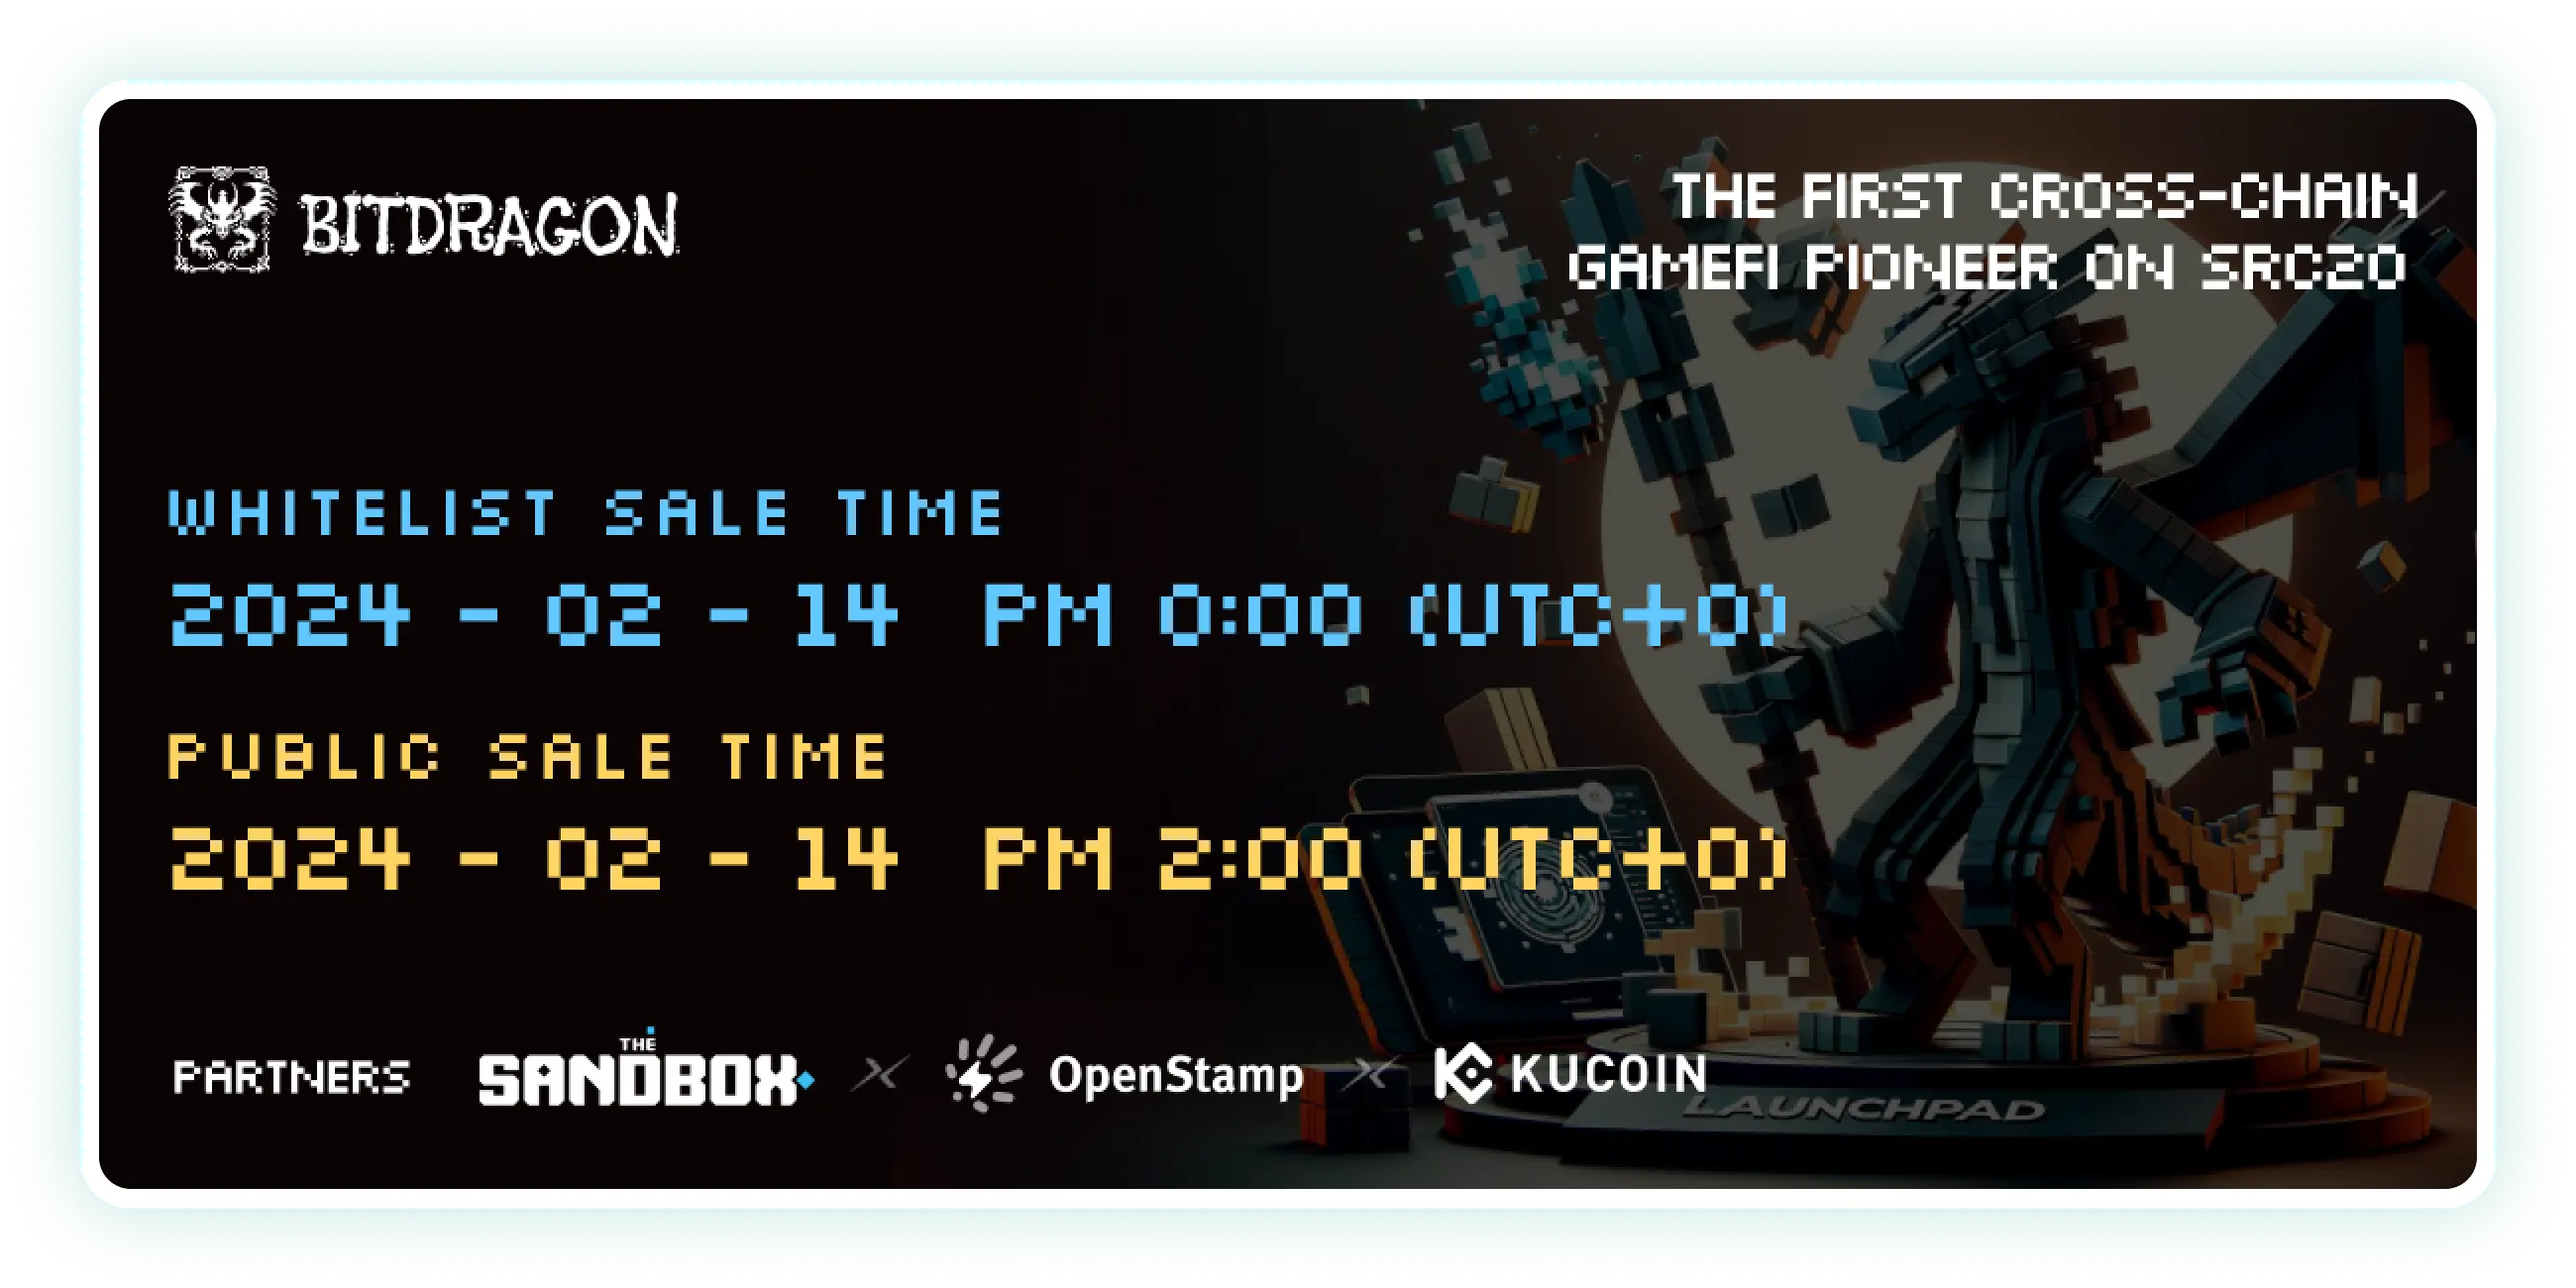 BITDRAGON
THE FIRST CROSS-CHAIN
GAMEFI PIONEER ON SRC20
WHITELIST SALE TIME
2024 - 02 - 14 PM 0:00 (UTC+0)
PUBLIC SALE TIME
2024 - 02 - 14 PM 2:00 (UTC+0)
PARTNERS THE SANDBOX OpenStamp KUCOIN
LAUNCHPAD